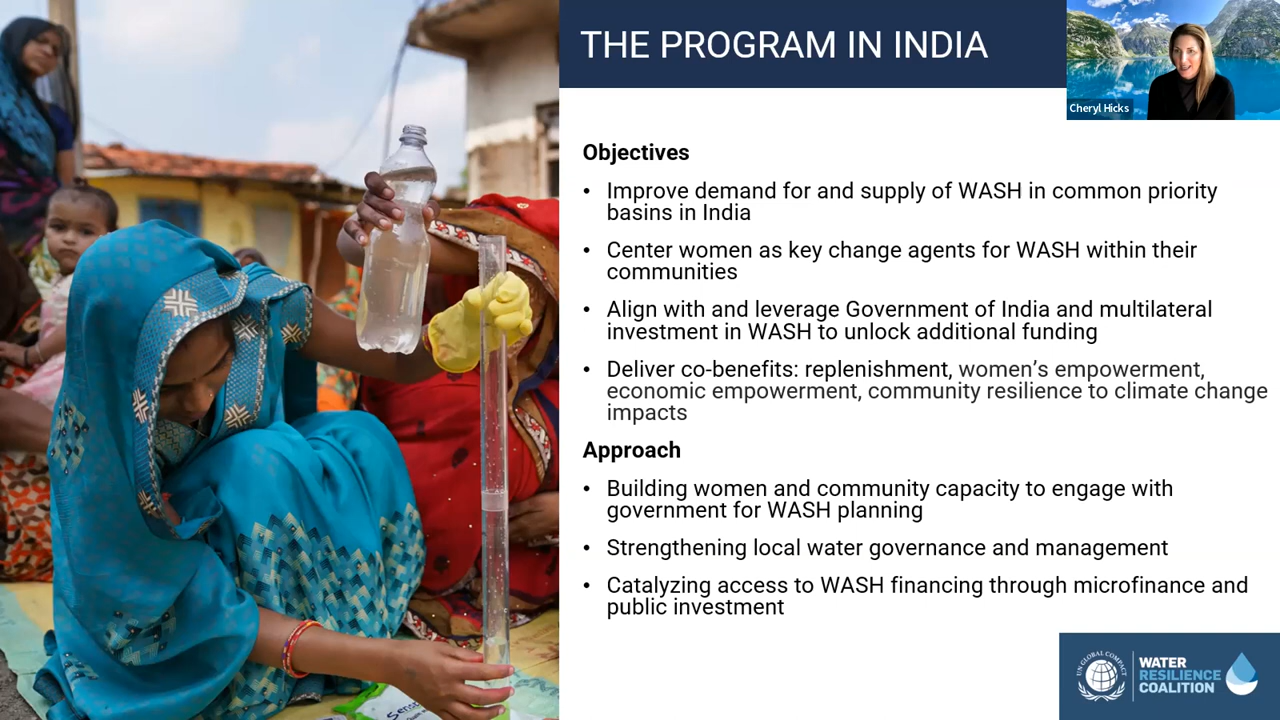 THE PROGRAM IN INDIA
Cheryl Hicks
Objectives
• Improve demand for and supply of WASH in common priority
basins in India
• Center women as key change agents for WASH within their
communities
• Align with and leverage Government of India and multilateral
investment in WASH to unlock additional funding
• Deliver co-benefits: replenishment, women’s empowerment,
economic empowerment, community resilience to climate change
impacts
Approach
• Building women and community capacity to engage with
government for WASH planning
• Strengthening local water governance and management
• Catalyzing access to WASH financing through microfinance and
public investment
UN GLOBAL COMPACT
WATER
RESILIENCE
COALITION